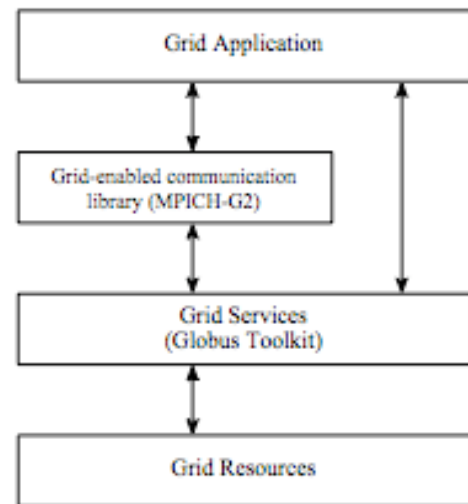 Grid Application
Grid-enabled communication
library (MPICH-G2)
Grid Services
(Globus Toolkit)
Grid Resources